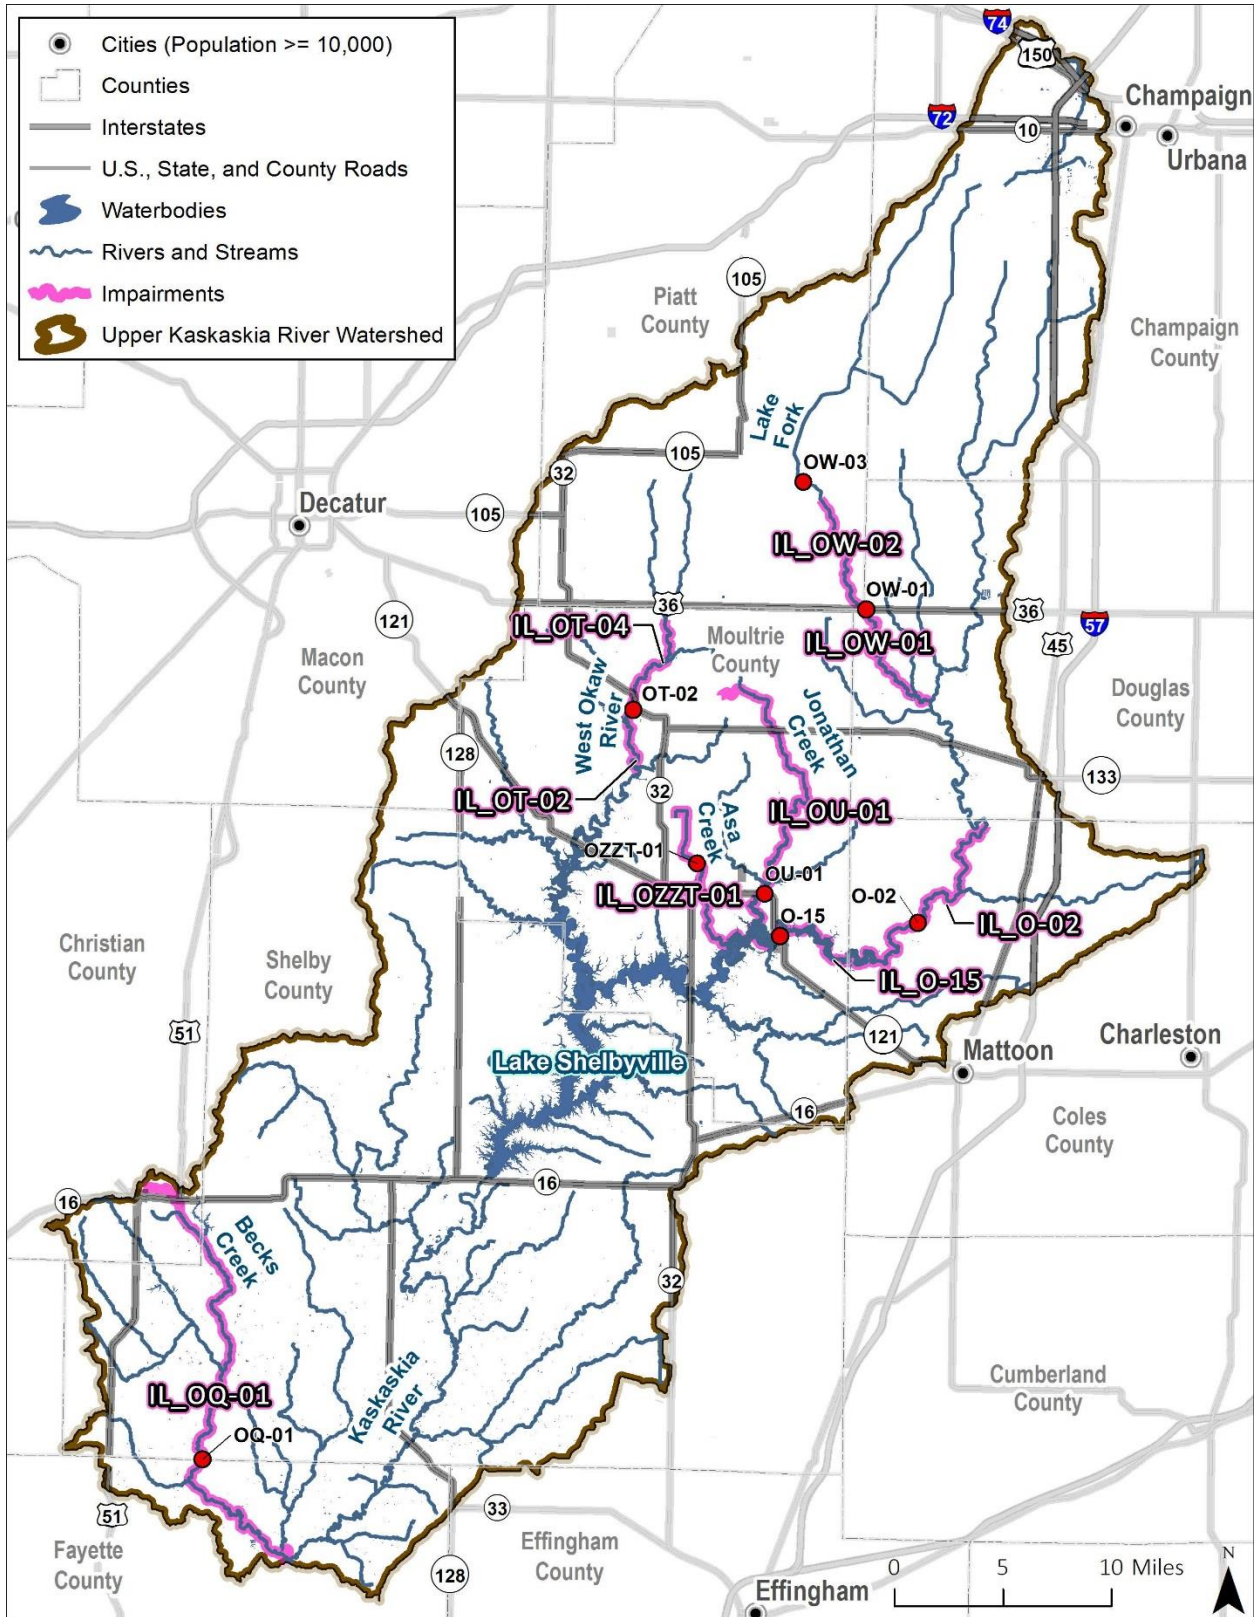 Cities (Population >= 10,000)
Counties
Interstates
U.S., State, and County Roads
Waterbodies
Rivers and Streams
Impairments
Upper Kaskaskia River Watershed
74
150
72
10
Champaign
Urbana
105
Piatt
County
Champaign
County
Lake
Fork
105
32
OW-03
Decatur
105
IL_OW-02
OW-01
36
36
57
121
IL_OT-04
Moultrie
County
IL_OW-01
45
Macon
County
OT-02
Douglas
County
West Okaw
River
Jonathan
Creek
128
133
32
IL_OT-02
Asa
Creek
IL_OU-01
OZZT-01
OU-01
IL_OZZT-01
O-02
O-15
IL_O-02
Christian
County
Shelby
County
IL_O-15
51
121
Mattoon
Charleston
Lake Shelbyville
16
Coles
County
16
16
Becks
Creek
32
Kaskaskia
River
Cumberland
County
IL_OQ-01
OQ-01
51
33
Fayette
County
Effingham
County
128
0
5
10 Miles
N
Effingham